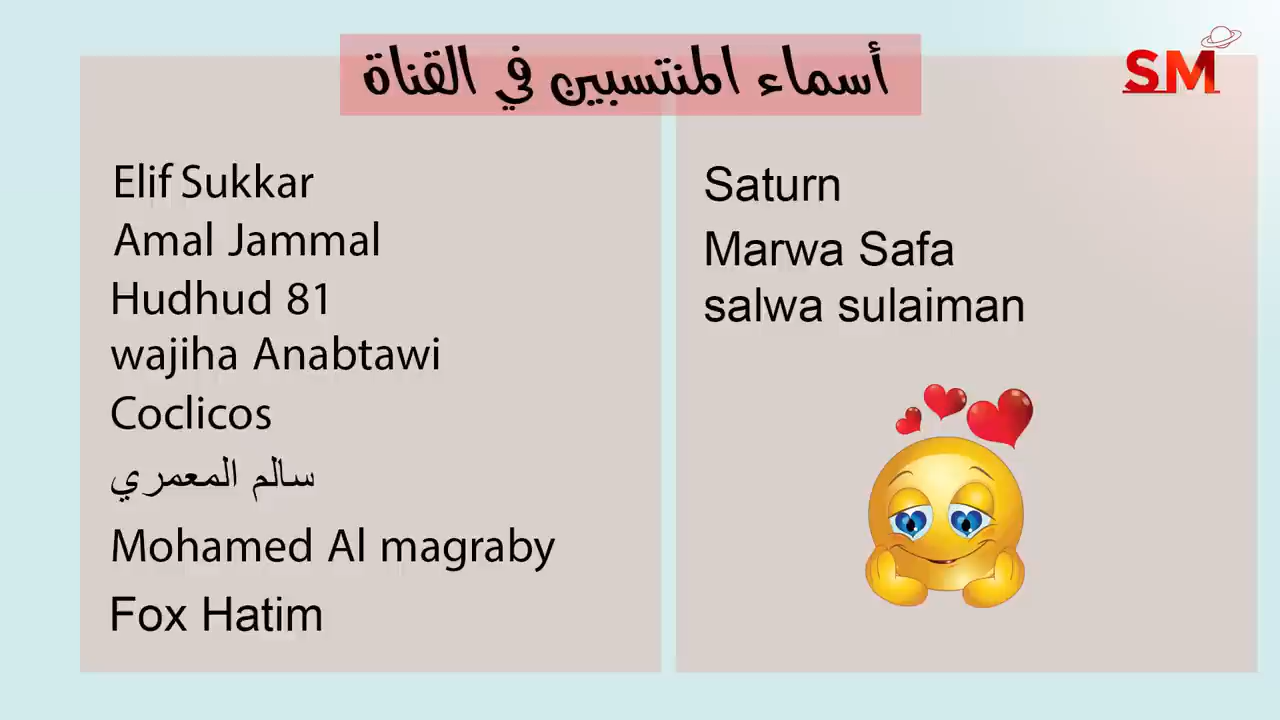 أسماء المنتسبين في القناة
SM
Elif Sukkar
Amal Jammal
Hudhud 81
wajiha Anabtawi
Coclicos
سالم المعمري
Mohamed Al magraby
Fox Hatim
Saturn
Marwa Safa
salwa sulaiman